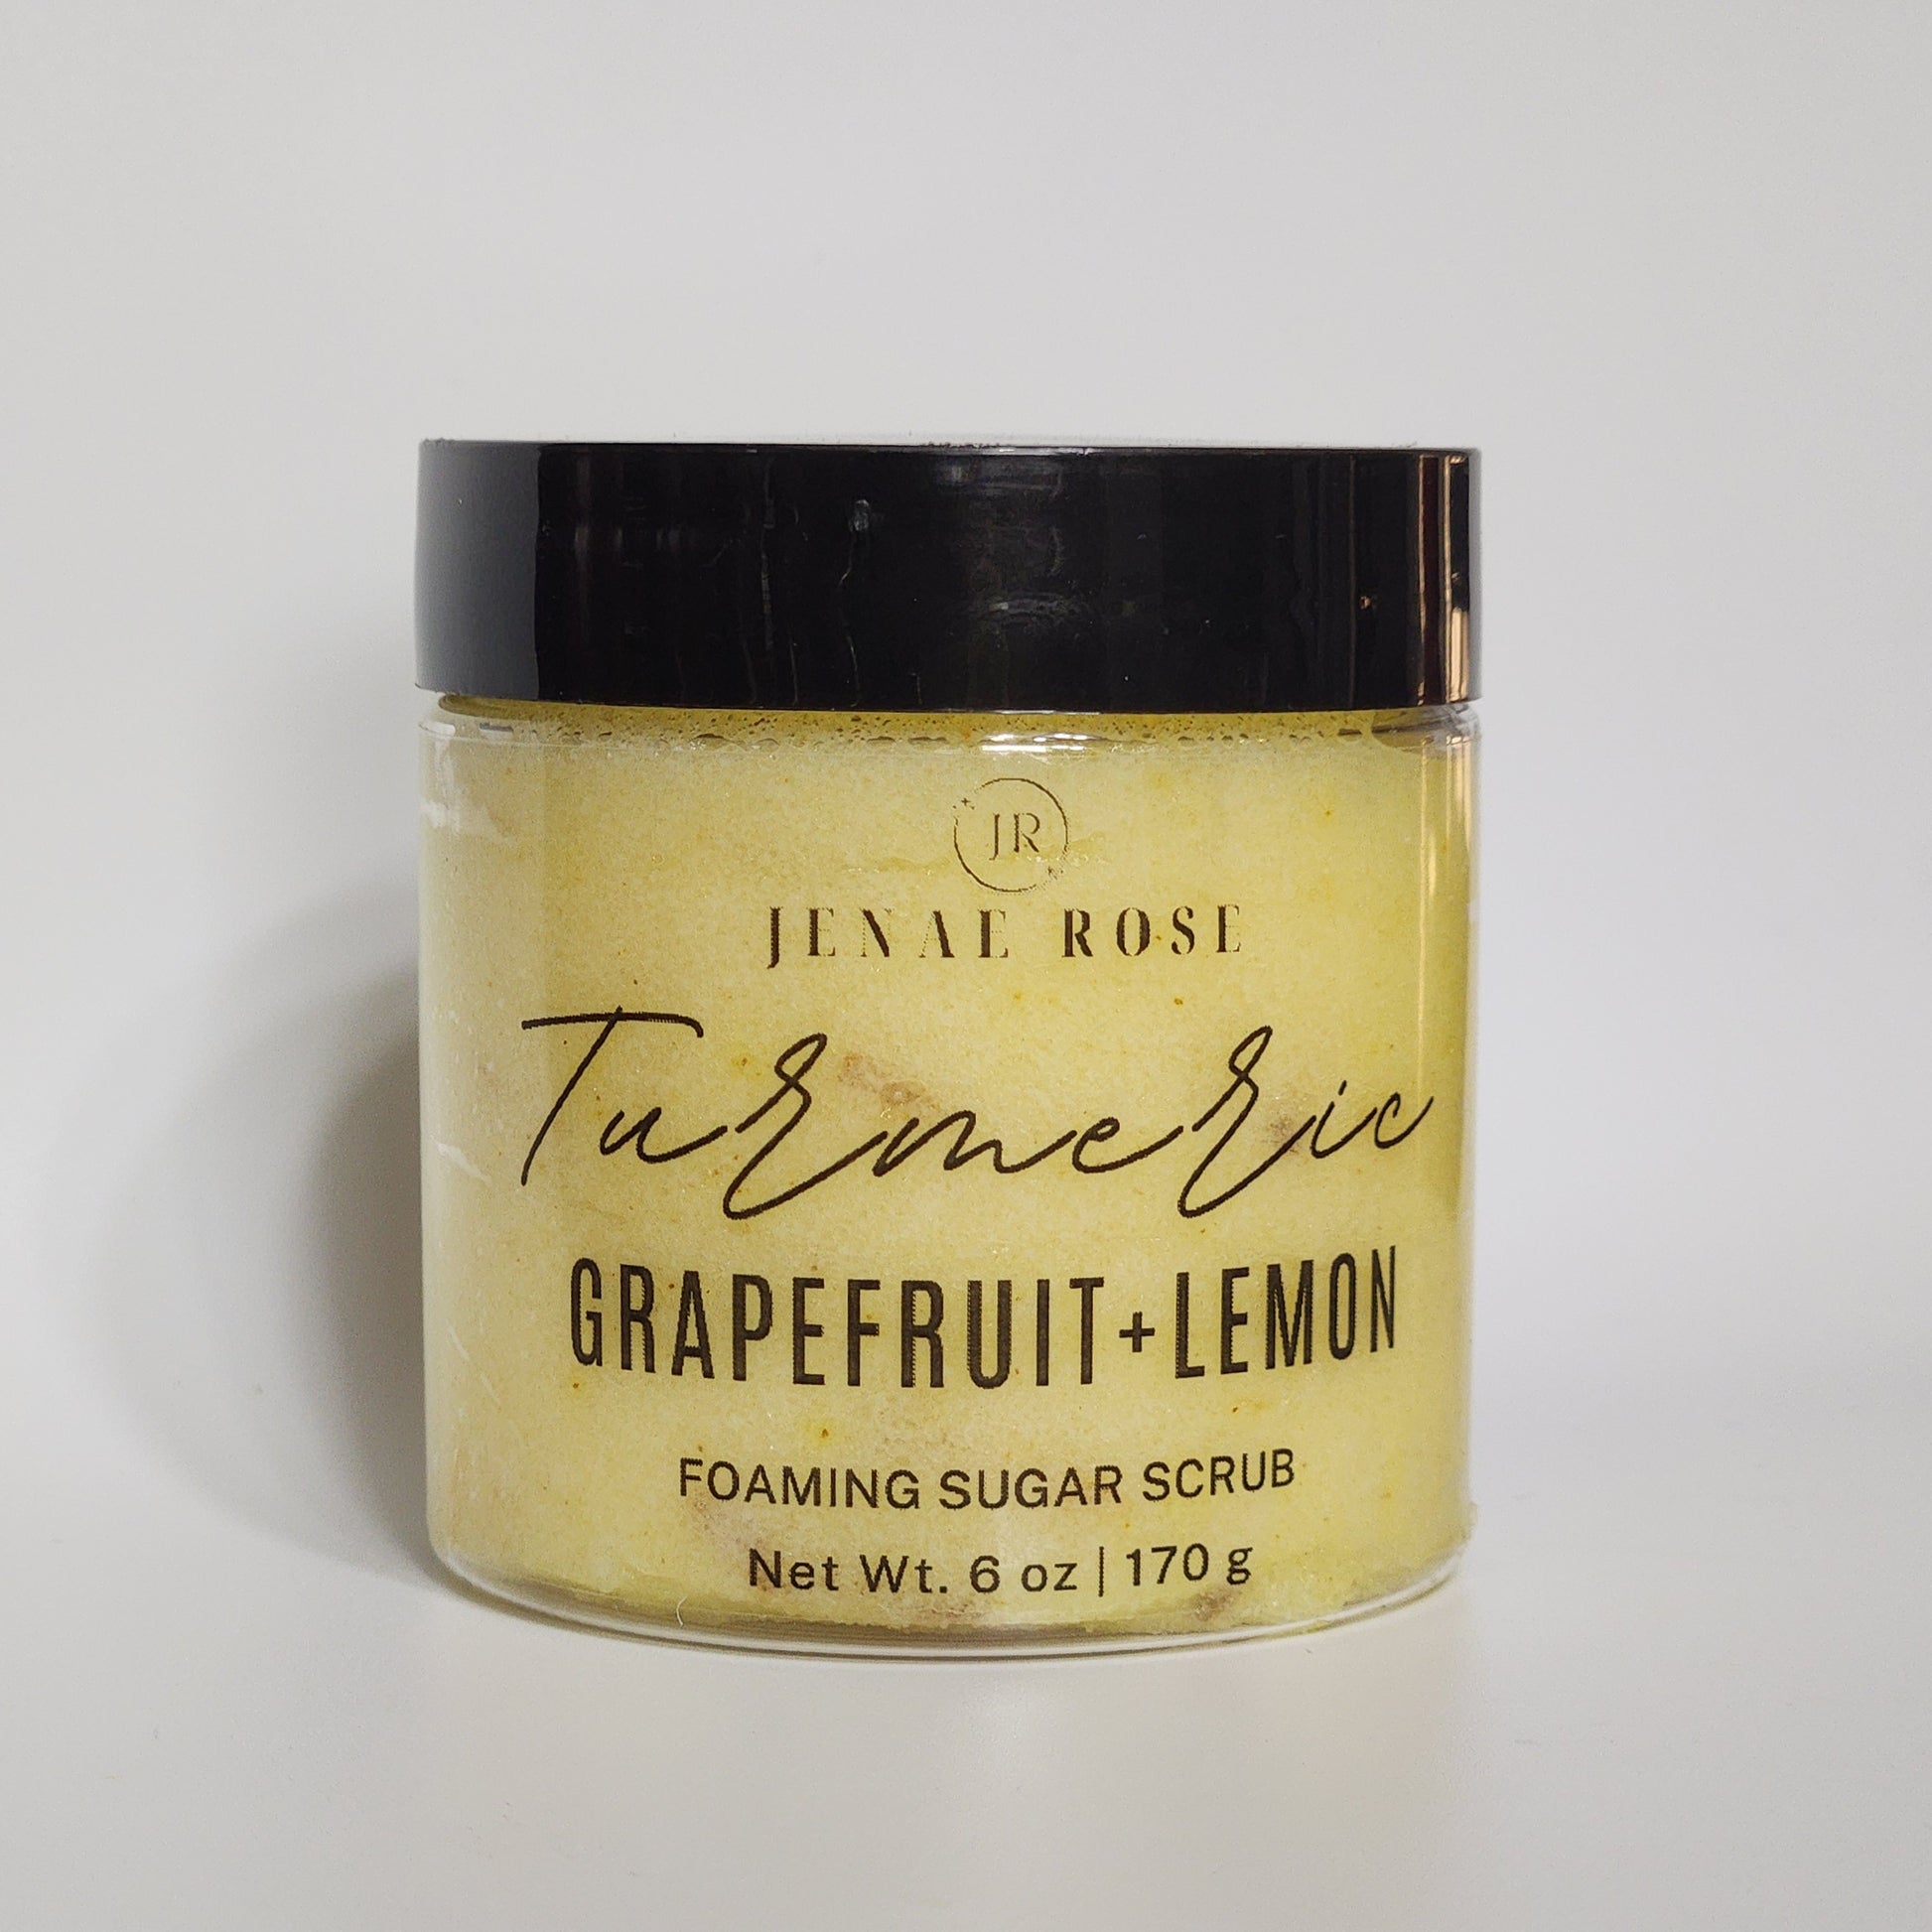 JR
JENAE ROSE
Turmeric
GRAPEFRUIT+LEMON
FOAMING SUGAR SCRUB
Net Wt. 6 oz | 170 g